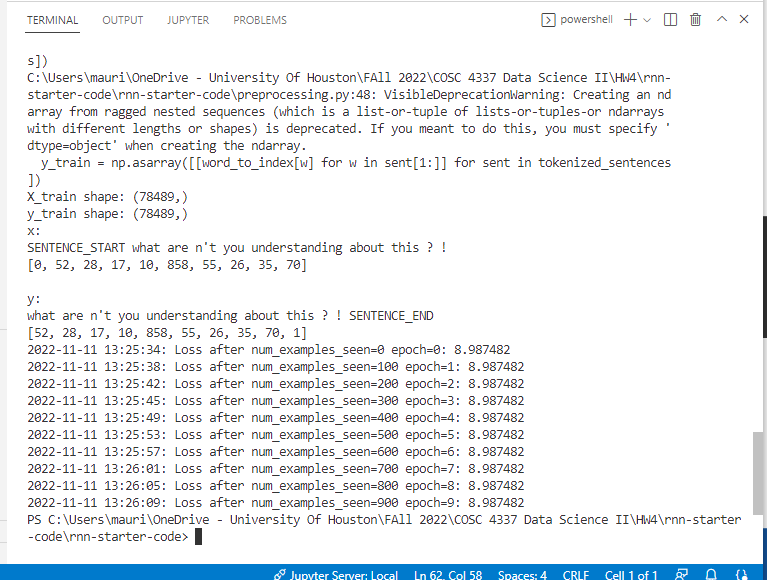 TERMINAL OUTPUT JUPYTER PROBLEMS powershell
s])
C:\Users\mauri\OneDrive - University Of Houston\FAll 2022\COSC 4337 Data Science II\HW4\rnn-
starter-code\rnn-starter-code\preprocessing.py:48: VisibleDeprecationWarning: Creating an nd
array from ragged nested sequences (which is a list-or-tuple of lists-or-tuples-or ndarrays
with different lengths or shapes) is deprecated. If you meant to do this, you must specify '
dtype=object' when creating the ndarray.
  y_train = np.asarray([[word_to_index[w] for w in sent[1:]] for sent in tokenized_sentences
])
X_train shape: (78489,)
y_train shape: (78489,)
x:
SENTENCE_START what are n't you understanding about this ? !
[0, 52, 28, 17, 10, 858, 55, 26, 35, 70]

y:
what are n't you understanding about this ? ! SENTENCE_END
[52, 28, 17, 10, 858, 55, 26, 35, 70, 1]
2022-11-11 13:25:34: Loss after num_examples_seen=0 epoch=0: 8.987482
2022-11-11 13:25:38: Loss after num_examples_seen=100 epoch=1: 8.987482
2022-11-11 13:25:42: Loss after num_examples_seen=200 epoch=2: 8.987482
2022-11-11 13:25:45: Loss after num_examples_seen=300 epoch=3: 8.987482
2022-11-11 13:25:49: Loss after num_examples_seen=400 epoch=4: 8.987482
2022-11-11 13:25:53: Loss after num_examples_seen=500 epoch=5: 8.987482
2022-11-11 13:25:57: Loss after num_examples_seen=600 epoch=6: 8.987482
2022-11-11 13:26:01: Loss after num_examples_seen=700 epoch=7: 8.987482
2022-11-11 13:26:05: Loss after num_examples_seen=800 epoch=8: 8.987482
2022-11-11 13:26:09: Loss after num_examples_seen=900 epoch=9: 8.987482
PS C:\Users\mauri\OneDrive - University Of Houston\FAll 2022\COSC 4337 Data Science II\HW4\rnn-starter
-code\rnn-starter-code>
Jupyter Server: Local Ln 62, Col 58 Spaces: 4 CRLF Cell 1 of 1